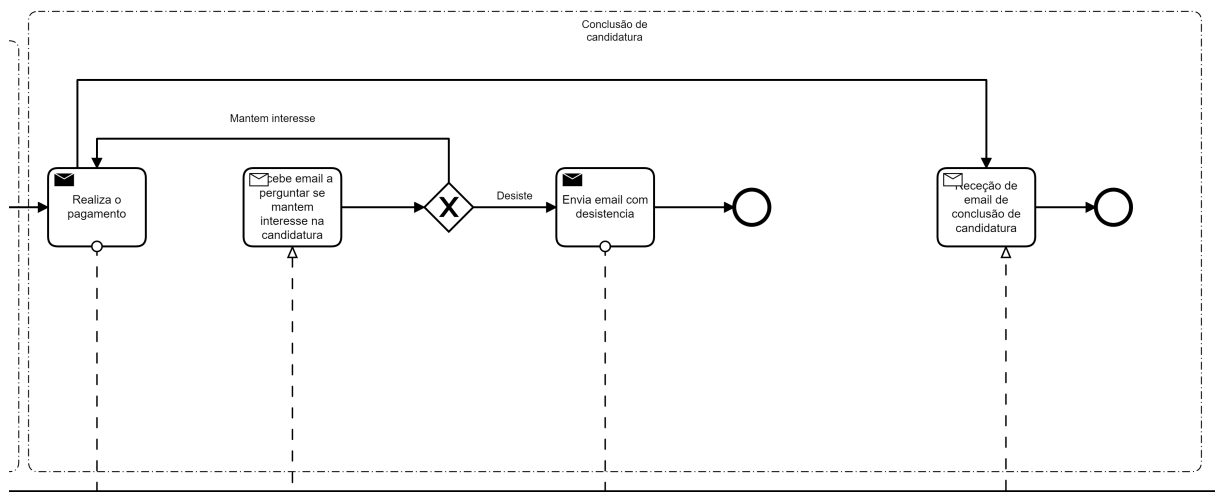 Conclusão de
candidatura
Mantem interesse
Realiza o
pagamento
cebe email a
perguntar se
mantem
interesse na
candidatura
Desiste
Envia email com
desistencia
Receção de
email de
conclusão de
candidatura